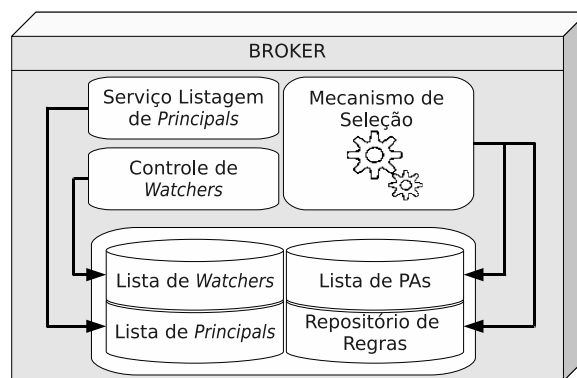 BROKER
Serviço Listagem
de Principals
Mecanismo de
Seleção
Controle de
Watchers
Lista de Watchers
Lista de PAs
Lista de Principals
Repositório de
Regras